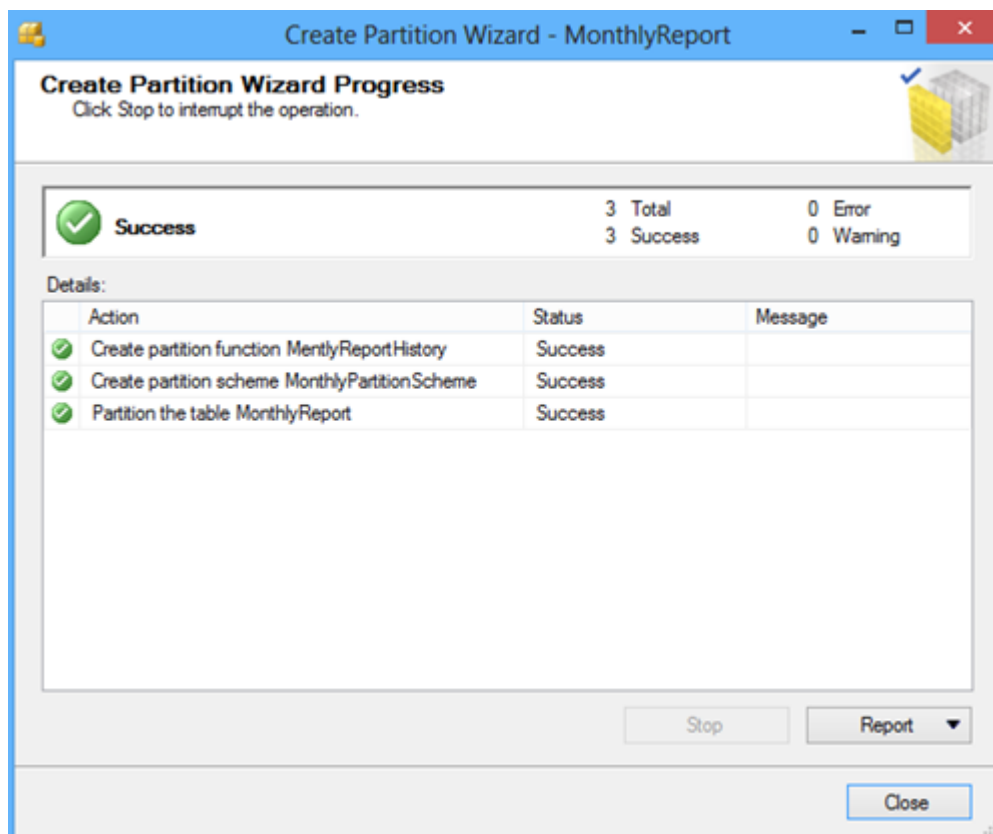 Create Partition Wizard - MonthlyReport
Create Partition Wizard Progress
Click Stop to interrupt the operation.
Success
3 Total 0 Error
3 Success 0 Warning
Details:
Action Status Message
Create partition function MentlyReportHistory Success
Create partition scheme MonthlyPartitionScheme Success
Partition the table MonthlyReport Success
Stop Report
Close